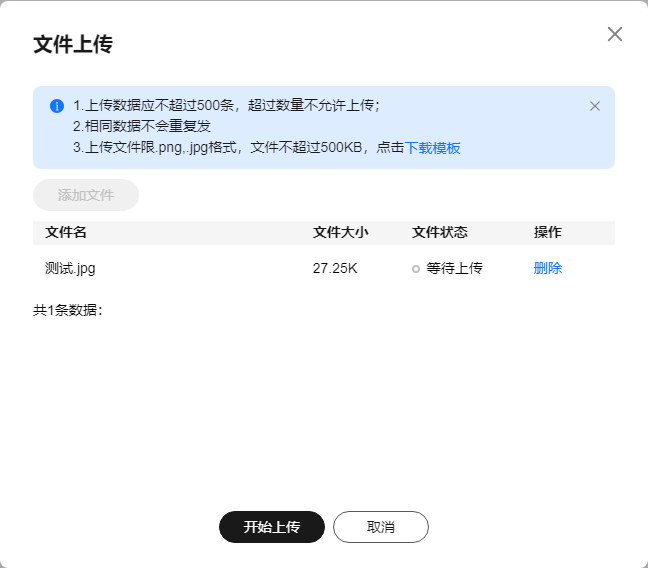 文件上传
1.上传数据应不超过500条，超过数量不允许上传；
2.相同数据不会重复发
3.上传文件限.png,.jpg格式，文件不超过500KB，点击下载模板
添加文件
文件名 文件大小 文件状态 操作
测试.jpg 27.25K 等待上传 删除
共1条数据：
开始上传 取消